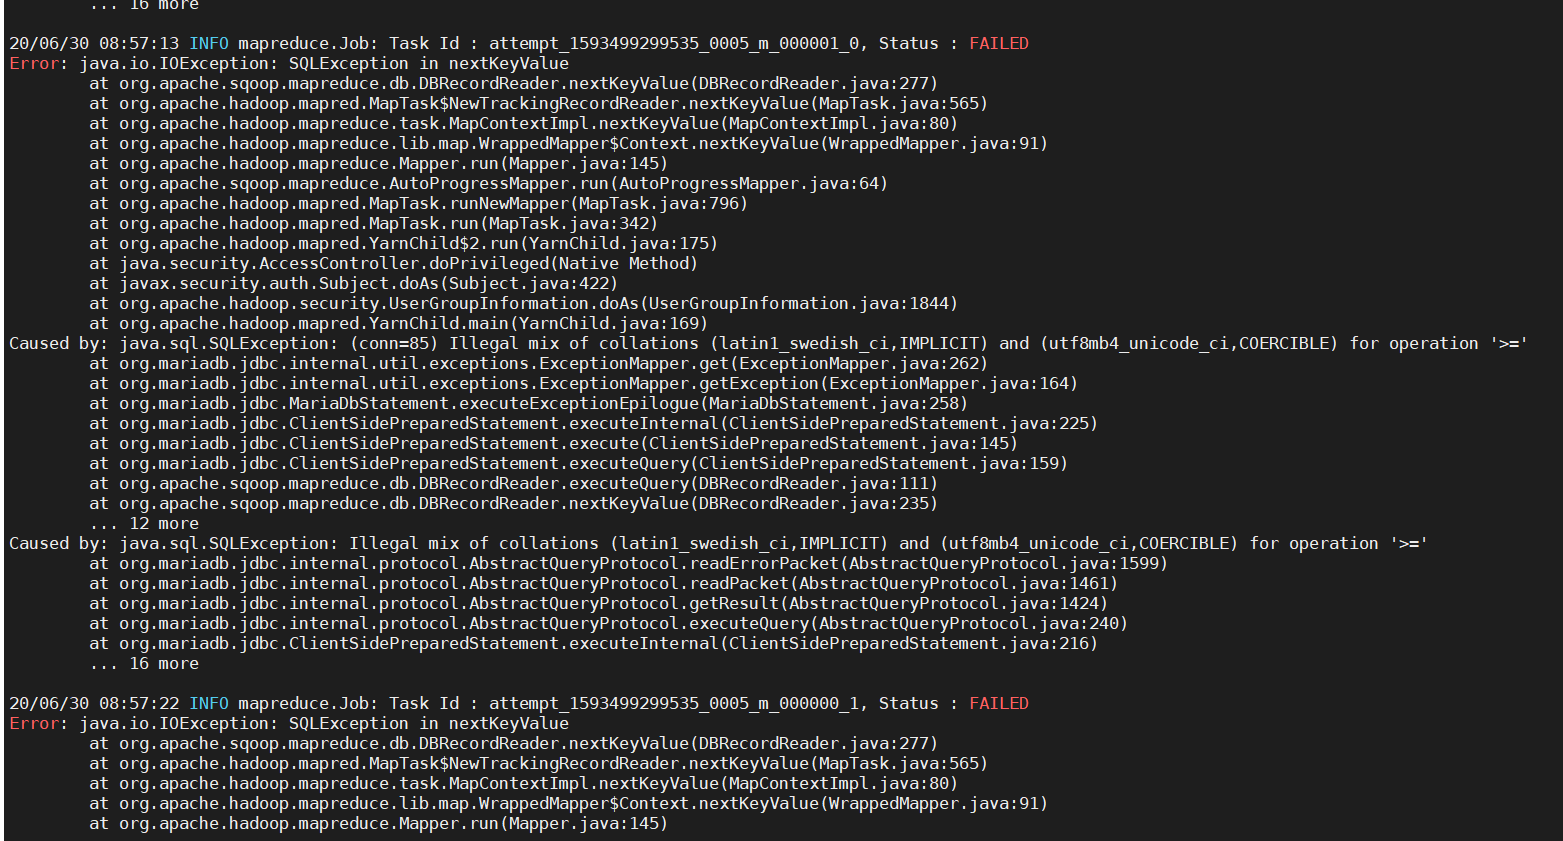 ... 16 more
20/06/30 08:57:13 INFO mapreduce.Job: Task Id : attempt_1593499299535_0005_m_000001_0, Status : FAILED
Error: java.io.IOException: SQLException in nextKeyValue
at org.apache.sqoop.mapreduce.db.DBRecordReader.nextKeyValue(DBRecordReader.java:277)
at org.apache.hadoop.mapred.MapTask$NewTrackingRecordReader.nextKeyValue(MapTask.java:565)
at org.apache.hadoop.mapreduce.task.MapContextImpl.nextKeyValue(MapContextImpl.java:80)
at org.apache.hadoop.mapreduce.lib.map.WrappedMapper$Context.nextKeyValue(WrappedMapper.java:91)
at org.apache.hadoop.mapreduce.Mapper.run(Mapper.java:145)
at org.apache.sqoop.mapreduce.AutoProgressMapper.run(AutoProgressMapper.java:64)
at org.apache.hadoop.mapred.MapTask.runNewMapper(MapTask.java:796)
at org.apache.hadoop.mapred.MapTask.run(MapTask.java:342)
at org.apache.hadoop.mapred.YarnChild$2.run(YarnChild.java:175)
at java.security.AccessController.doPrivileged(Native Method)
at javax.security.auth.Subject.doAs(Subject.java:422)
at org.apache.hadoop.security.UserGroupInformation.doAs(UserGroupInformation.java:1844)
at org.apache.hadoop.mapred.YarnChild.main(YarnChild.java:169)
Caused by: java.sql.SQLException: (conn=85) Illegal mix of collations (latin1_swedish_ci,IMPLICIT) and (utf8mb4_unicode_ci,COERCIBLE) for operation '>='
at org.mariadb.jdbc.internal.util.exceptions.ExceptionMapper.get(ExceptionMapper.java:262)
at org.mariadb.jdbc.internal.util.exceptions.ExceptionMapper.getException(ExceptionMapper.java:164)
at org.mariadb.jdbc.MariaDbStatement.executeExceptionEpilogue(MariaDbStatement.java:258)
at org.mariadb.jdbc.ClientSidePreparedStatement.executeInternal(ClientSidePreparedStatement.java:225)
at org.mariadb.jdbc.ClientSidePreparedStatement.execute(ClientSidePreparedStatement.java:145)
at org.mariadb.jdbc.ClientSidePreparedStatement.executeQuery(ClientSidePreparedStatement.java:159)
at org.apache.sqoop.mapreduce.db.DBRecordReader.executeQuery(DBRecordReader.java:111)
at org.apache.sqoop.mapreduce.db.DBRecordReader.nextKeyValue(DBRecordReader.java:235)
... 12 more
Caused by: java.sql.SQLException: Illegal mix of collations (latin1_swedish_ci,IMPLICIT) and (utf8mb4_unicode_ci,COERCIBLE) for operation '>='
at org.mariadb.jdbc.internal.protocol.AbstractQueryProtocol.readErrorPacket(AbstractQueryProtocol.java:1599)
at org.mariadb.jdbc.internal.protocol.AbstractQueryProtocol.readPacket(AbstractQueryProtocol.java:1461)
at org.mariadb.jdbc.internal.protocol.AbstractQueryProtocol.getResult(AbstractQueryProtocol.java:1424)
at org.mariadb.jdbc.internal.protocol.AbstractQueryProtocol.executeQuery(AbstractQueryProtocol.java:240)
at org.mariadb.jdbc.ClientSidePreparedStatement.executeInternal(ClientSidePreparedStatement.java:216)
... 16 more
20/06/30 08:57:22 INFO mapreduce.Job: Task Id : attempt_1593499299535_0005_m_000000_1, Status : FAILED
Error: java.io.IOException: SQLException in nextKeyValue
at org.apache.sqoop.mapreduce.db.DBRecordReader.nextKeyValue(DBRecordReader.java:277)
at org.apache.hadoop.mapred.MapTask$NewTrackingRecordReader.nextKeyValue(MapTask.java:565)
at org.apache.hadoop.mapreduce.task.MapContextImpl.nextKeyValue(MapContextImpl.java:80)
at org.apache.hadoop.mapreduce.lib.map.WrappedMapper$Context.nextKeyValue(WrappedMapper.java:91)
at org.apache.hadoop.mapreduce.Mapper.run(Mapper.java:145)